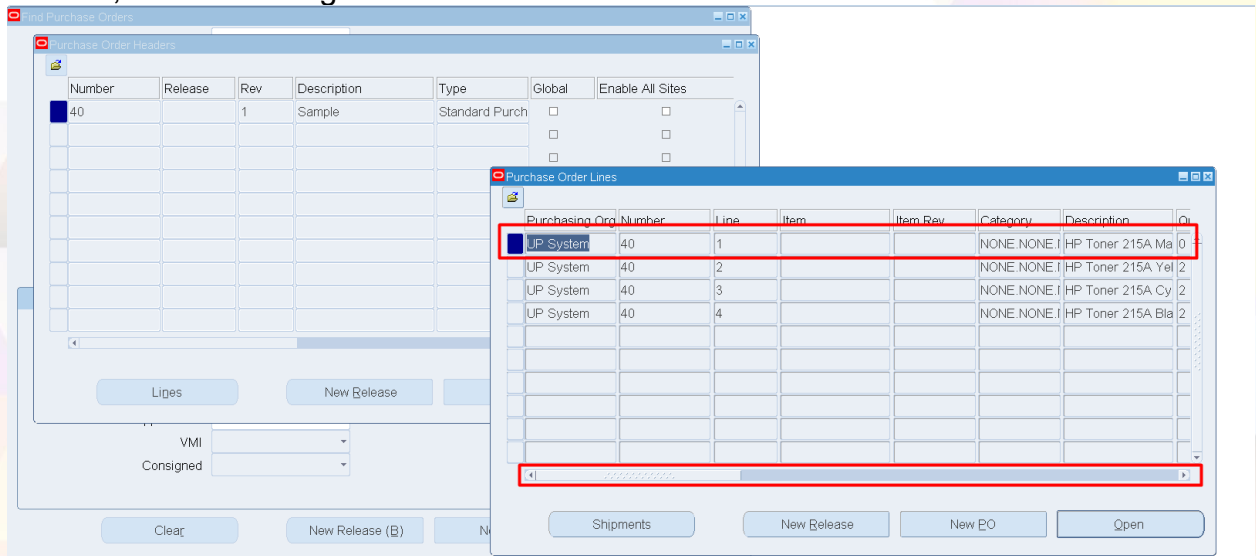 Find Purchase Orders
Purchase Order Headers
Number Release Rev Description Type Global Enable All Sites
40 1 Sample Standard Purch
Lines New Release
VMI
Consigned
Clear New Release (B)
Purchase Order Lines
Purchasing Org Number Line Item Item Rev Category Description
UP System 40 1 NONE.NONE. HP Toner 215A Ma 0
UP System 40 2 NONE.NONE. HP Toner 215A Yel 2
UP System 40 3 NONE.NONE. HP Toner 215A Cy 2
UP System 40 4 NONE.NONE. HP Toner 215A Bla 2
Shipments New Release New PO Open